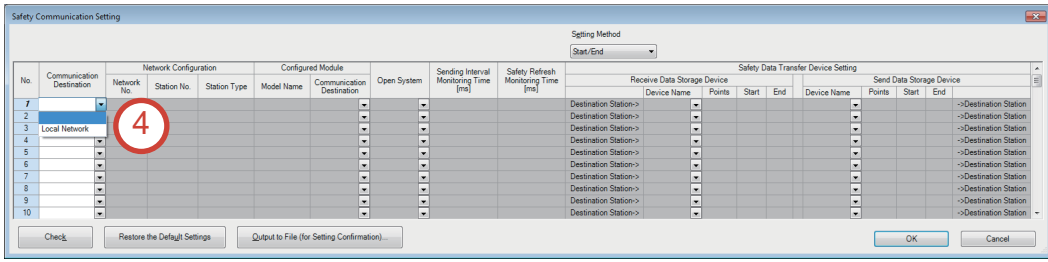 Safety Communication Setting
Setting Method
Start/End
No. Communication Destination Network Configuration Configured Module Open System Sending Interval Monitoring Time [ms] Safety Refresh Monitoring Time [ms] Safety Data Transfer Device Setting
Network No. Station No. Station Type Model Name Communication Destination Receive Data Storage Device Send Data Storage Device
Device Name Points Start End Device Name Points Start End
1 Destination Station-> ->Destination Station
2 Destination Station-> ->Destination Station
3 Local Network Destination Station-> ->Destination Station
4
4 Destination Station-> ->Destination Station
5 Destination Station-> ->Destination Station
6 Destination Station-> ->Destination Station
7 Destination Station-> ->Destination Station
8 Destination Station-> ->Destination Station
9 Destination Station-> ->Destination Station
10 Destination Station-> ->Destination Station
Check Restore the Default Settings Output to File (for Setting Confirmation)... OK Cancel